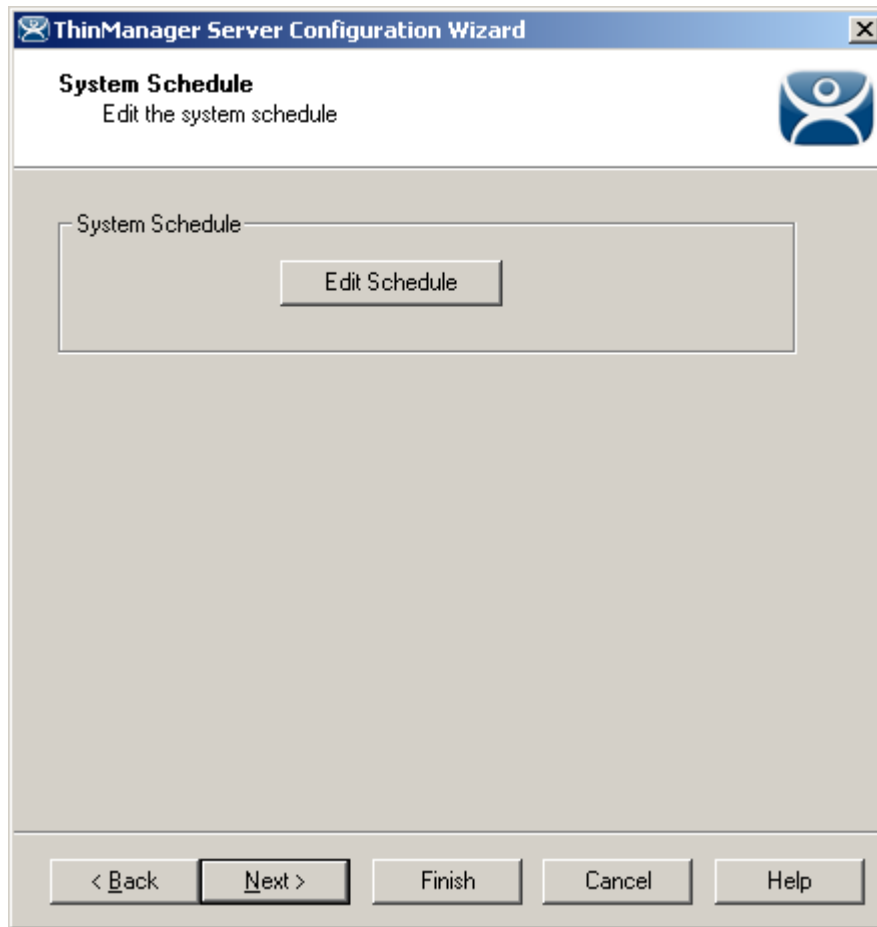 ThinManager Server Configuration Wizard
System Schedule
Edit the system schedule
System Schedule
Edit Schedule
< Back Next > Finish Cancel Help